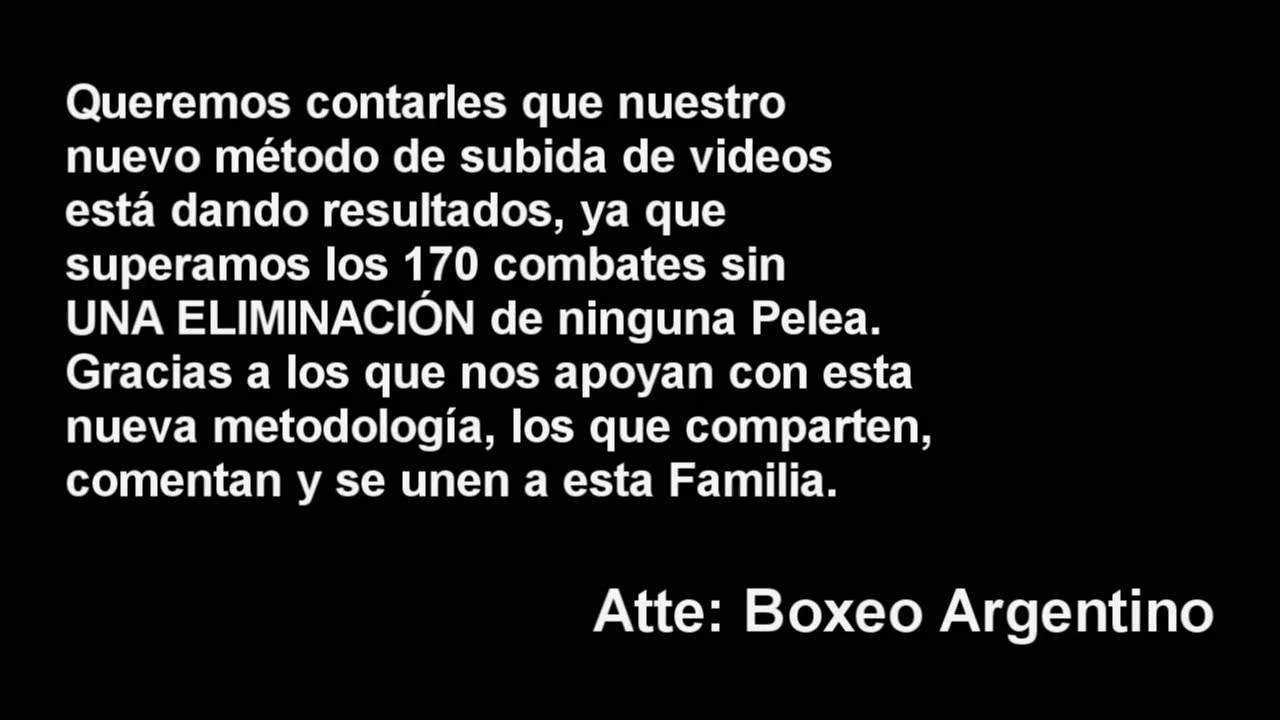 Queremos contarles que nuestro
nuevo método de subida de videos
está dando resultados, ya que
superamos los 170 combates sin
UNA ELIMINACIÓN de ninguna Pelea.
Gracias a los que nos apoyan con esta
nueva metodología, los que comparten,
comentan y se unen a esta Familia.
Atte: Boxeo Argentino